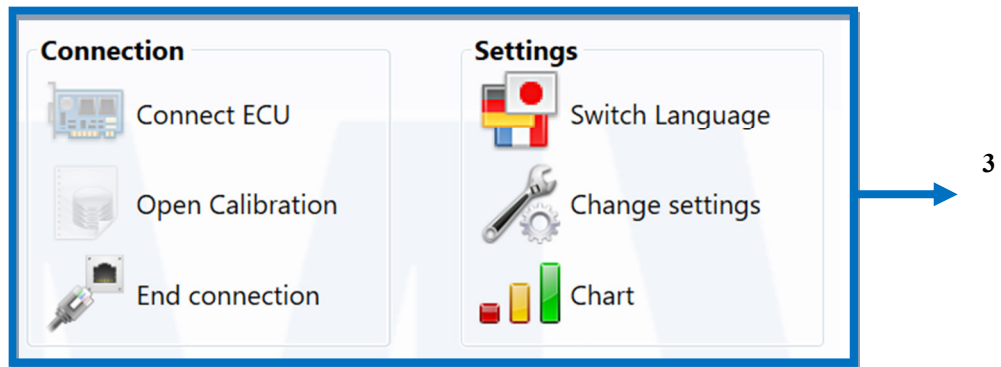 Connection
Connect ECU
Open Calibration
End connection
Settings
Switch Language
Change settings
Chart
3